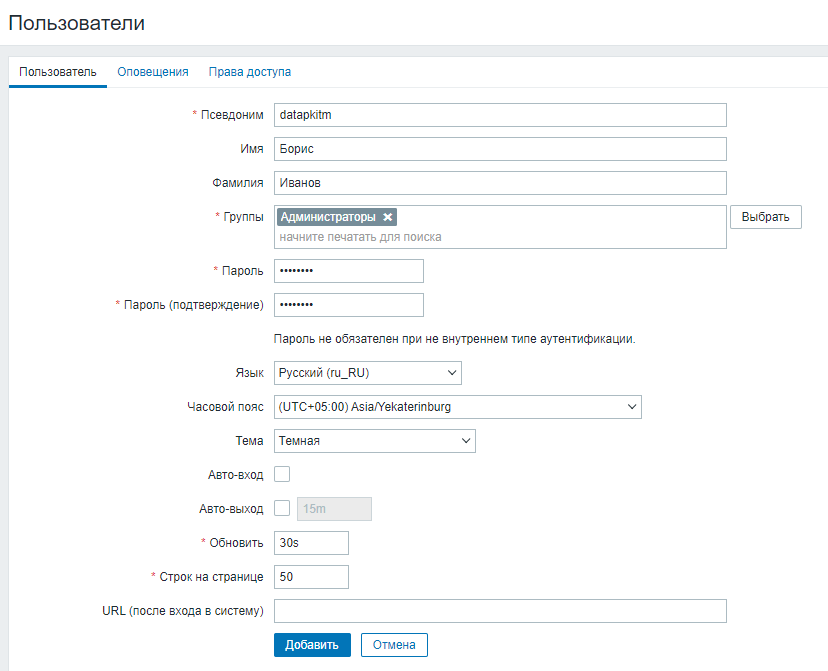 Пользователи
Пользователь Оповещения Права доступа
* Псевдоним datapkitm
Имя Борис
Фамилия Иванов
* Группы Администраторы ✖ Выбрать
начните печатать для поиска
* Пароль ••••••••
* Пароль (подтверждение) ••••••••
Пароль не обязателен при не внутреннем типе аутентификации.
Язык Русский (ru_RU)
Часовой пояс (UTC+05:00) Asia/Yekaterinburg
Тема Темная
Авто-вход
Авто-выход 15m
* Обновить 30s
* Строк на странице 50
URL (после входа в систему)
Добавить Отмена